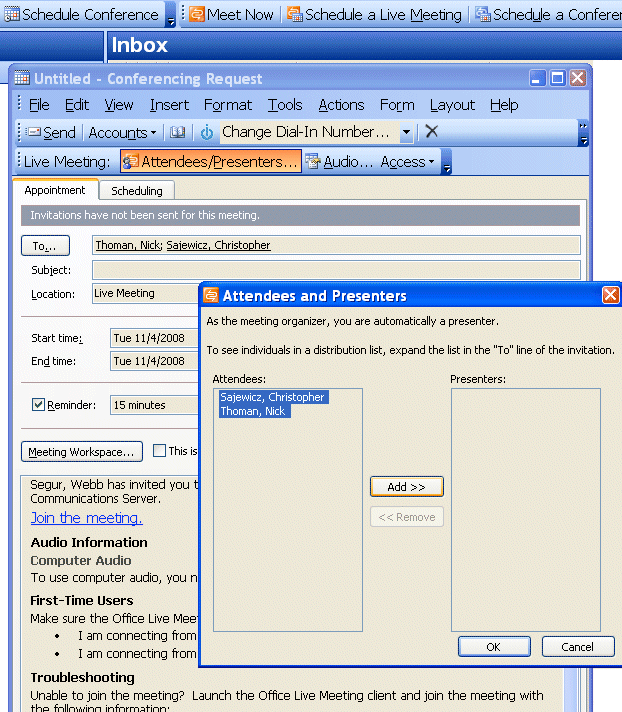 Schedule Conference Meet Now Schedule a Live Meeting Schedule a Conferen
Inbox
Untitled - Conferencing Request
File Edit View Insert Format Tools Actions Form Layout Help
Send Accounts Change Dial-In Number...
Live Meeting: Attendees/Presenters... Audio... Access
Appointment Scheduling
Invitations have not been sent for this meeting.
To... Thoman, Nick; Sajewicz, Christopher
Subject:
Location: Live Meeting
Start time: Tue 11/4/2008
End time: Tue 11/4/2008
Reminder: 15 minutes
Meeting Workspace... This is
Segur, Webb has invited you t
Communications Server.
Join the meeting.
Audio Information
Computer Audio
To use computer audio, you n
First-Time Users
Make sure the Office Live Mee
• I am connecting from
• I am connecting from
Troubleshooting
Unable to join the meeting? Launch the Office Live Meeting client and join the meeting with
the following information:
Attendees and Presenters
As the meeting organizer, you are automatically a presenter.
To see individuals in a distribution list, expand the list in the "To" line of the invitation.
Attendees: Presenters:
Sajewicz, Christopher
Thoman, Nick
Add >>
<< Remove
OK Cancel